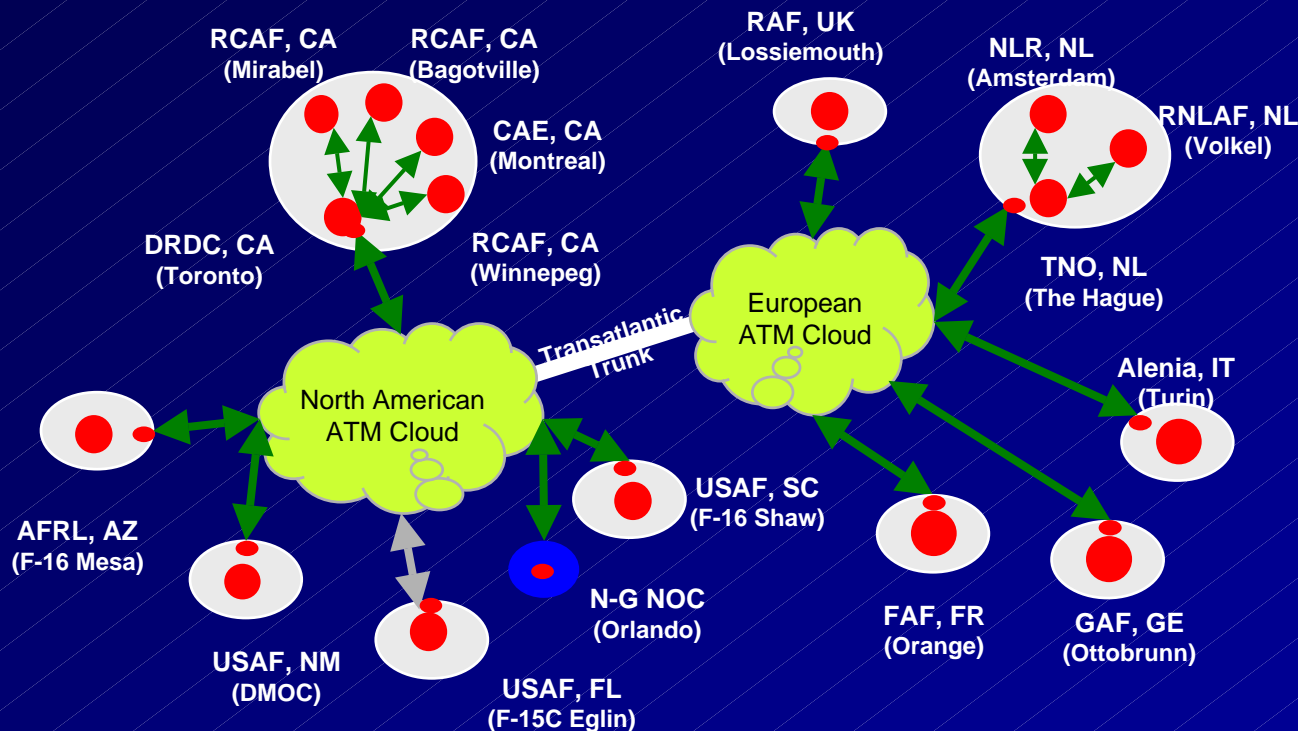 RCAF, CA
(Mirabel)
RCAF, CA
(Bagotville)
CAE, CA
(Montreal)
DRDC, CA
(Toronto)
RCAF, CA
(Winnepeg)
RAF, UK
(Lossiemouth)
NLR, NL
(Amsterdam)
RNLAF, NL
(Volkel)
TNO, NL
(The Hague)
European
ATM Cloud
Transatlantic
Trunk
North American
ATM Cloud
Alenia, IT
(Turin)
AFRL, AZ
(F-16 Mesa)
USAF, SC
(F-16 Shaw)
USAF, NM
(DMOC)
N-G NOC
(Orlando)
USAF, FL
(F-15C Eglin)
FAF, FR
(Orange)
GAF, GE
(Ottobrunn)